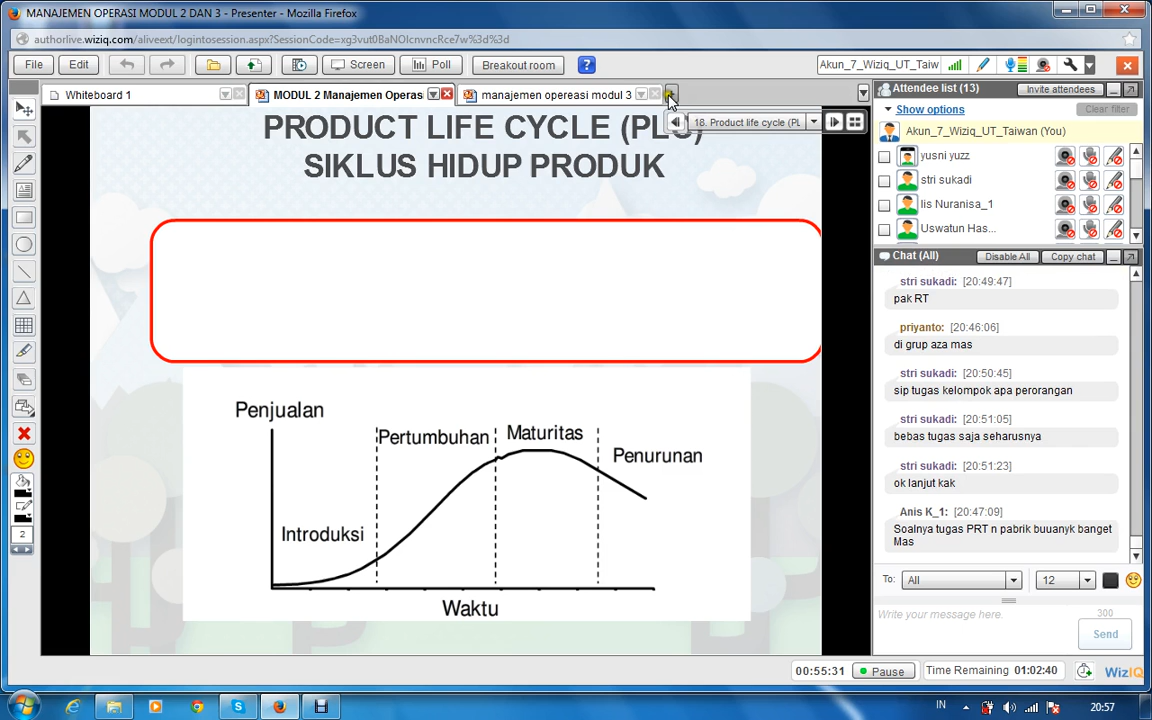 MANAJEMEN OPERASI MODUL 2 DAN 3 - Presenter - Mozilla Firefox
authorlive.wiziq.com/aliveext/logintosession.aspx?SessionCode=xg3vut0BaNOIcnvncRce7w%3d%3d
File Edit Screen Poll Breakout room ? Akun_7_Wiziq_UT_Taiw
Whiteboard 1 MODUL 2 Manajemen Operas manajemen opereasi modul 3
18. Product life cycle (PL
PRODUCT LIFE CYCLE (PLC)
SIKLUS HIDUP PRODUK
Penjualan
Pertumbuhan
Maturitas
Penurunan
Introduksi
Waktu
2
Attendee list (13) Invite attendees
Show options Clear filter
Akun_7_Wiziq_UT_Taiwan (You)
yusni yuzz
stri sukadi
Iis Nuranisa_1
Uswatun Has...
Chat (All) Disable All Copy chat
stri sukadi: [20:49:47]
pak RT
priyanto: [20:46:06]
di grup aza mas
stri sukadi: [20:50:45]
sip tugas kelompok apa perorangan
stri sukadi: [20:51:05]
bebas tugas saja seharusnya
stri sukadi: [20:51:23]
ok lanjut kak
Anis K_1: [20:47:09]
Soalnya tugas PRT n pabrik buuanyk banget
Mas
To: All 12
Write your message here.
300
Send
00:55:31 Pause Time Remaining 01:02:40 WizIQ
IN 20:57